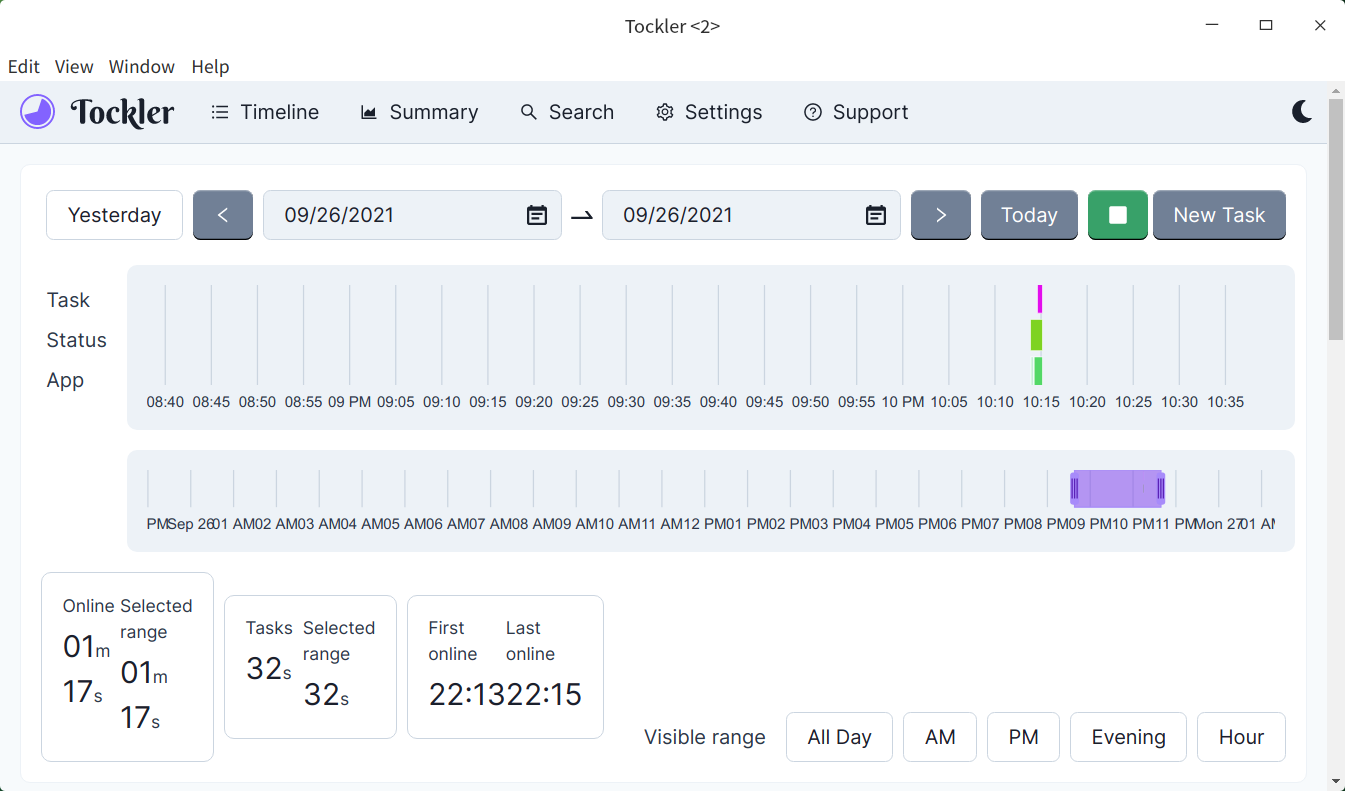 Tockler <2>
Edit View Window Help
Tockler Timeline Summary Search Settings Support
Yesterday < 09/26/2021 09/26/2021 > Today New Task
Task
Status
App
08:40 08:45 08:50 08:55 09 PM 09:05 09:10 09:15 09:20 09:25 09:30 09:35 09:40 09:45 09:50 09:55 10 PM 10:05 10:10 10:15 10:20 10:25 10:30 10:35
PM Sep 26 01 AM 02 AM 03 AM 04 AM 05 AM 06 AM 07 AM 08 AM 09 AM 10 AM 11 AM 12 PM 01 PM 02 PM 03 PM 04 PM 05 PM 06 PM 07 PM 08 PM 09 PM 10 PM 11 PM Mon 27 01 AM
Online
01m
17s
Selected
range
01m
17s
Tasks
32s
Selected
range
32s
First
online
22:13
Last
online
22:15
Visible range All Day AM PM Evening Hour